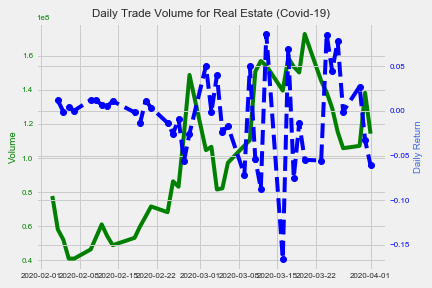 Daily Trade Volume for Real Estate (Covid-19)
1e8
1.6
1.4
1.2
1.0
0.8
0.6
0.4
Volume
0.05
0.00
−0.05
−0.10
−0.15
Daily Return
2020-02-01 2020-02-08 2020-02-15 2020-02-22 2020-03-01 2020-03-08 2020-03-15 2020-03-22 2020-04-01